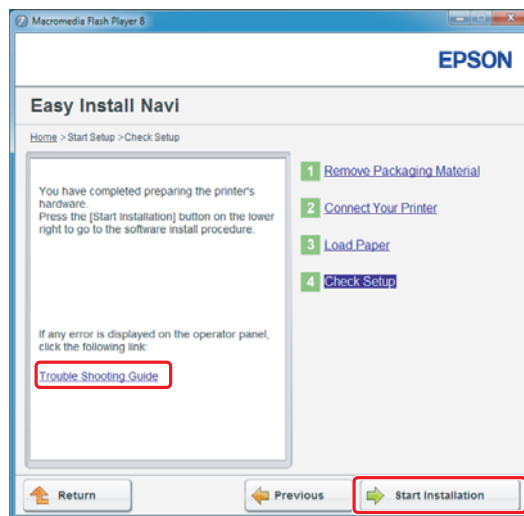 Macromedia Flash Player 8
EPSON
Easy Install Navi
Home > Start Setup >Check Setup
You have completed preparing the printer's
hardware.
Press the [Start Installation] button on the lower
right to go to the software install procedure.
If any error is displayed on the operator panel,
click the following link:
Trouble Shooting Guide
1 Remove Packaging Material
2 Connect Your Printer
3 Load Paper
4 Check Setup
Return
Previous
Start Installation